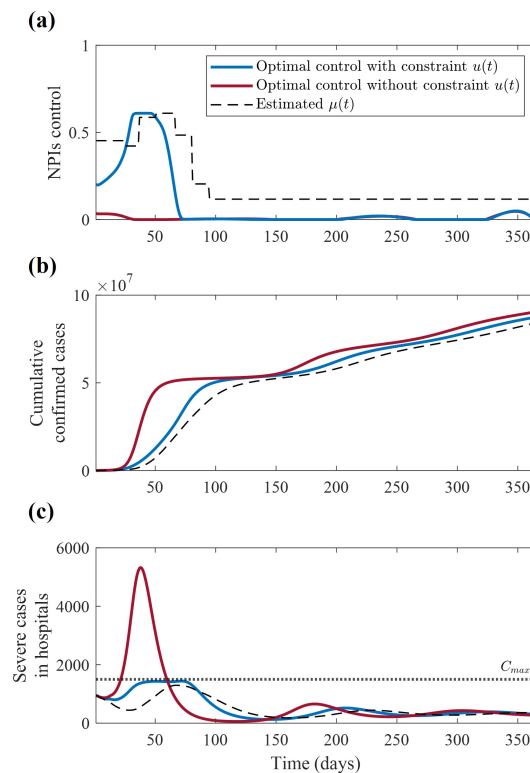 (a)
1
0.5
0
NPIs control
Optimal control with constraint u(t)
Optimal control without constraint u(t)
Estimated μ(t)
50 100 150 200 250 300 350
(b)
×10⁷
10
5
0
Cumulative
confirmed cases
50 100 150 200 250 300 350
(c)
6000
4000
2000
0
Severe cases
in hospitals
C_max
50 100 150 200 250 300 350
Time (days)